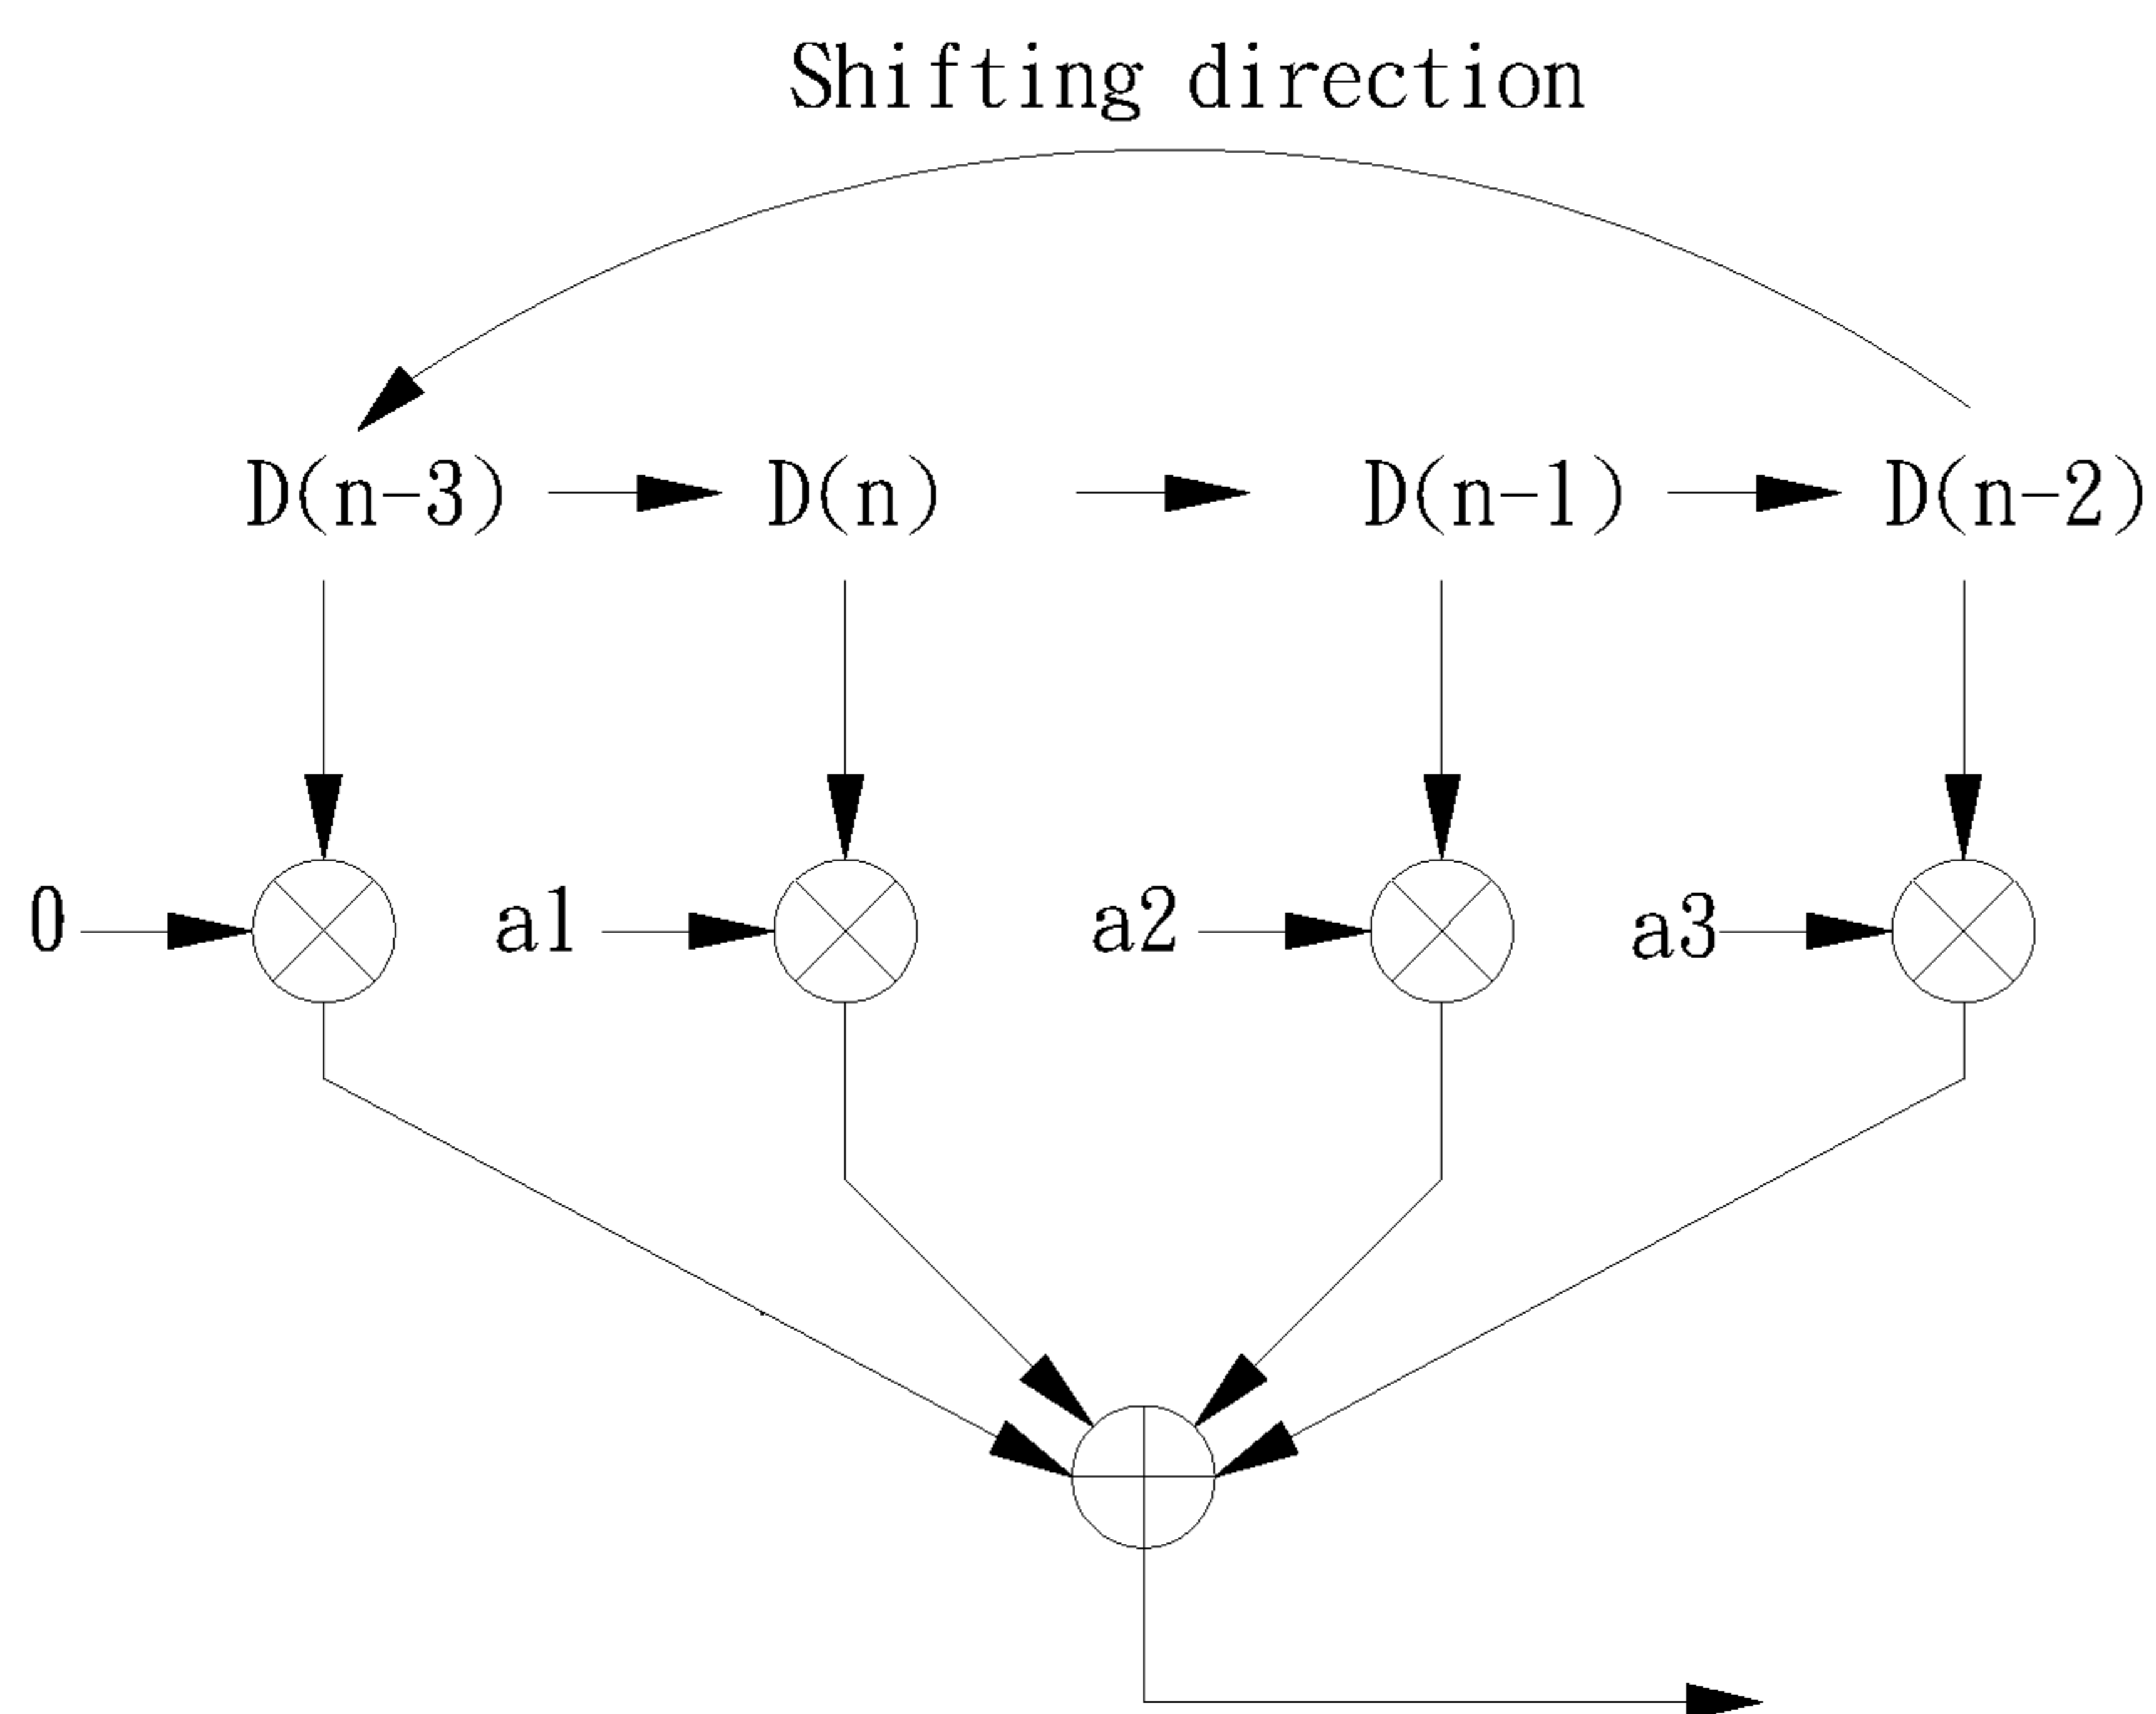 Shifting direction
D(n-3) D(n) D(n-1) D(n-2)
0 a1 a2 a3